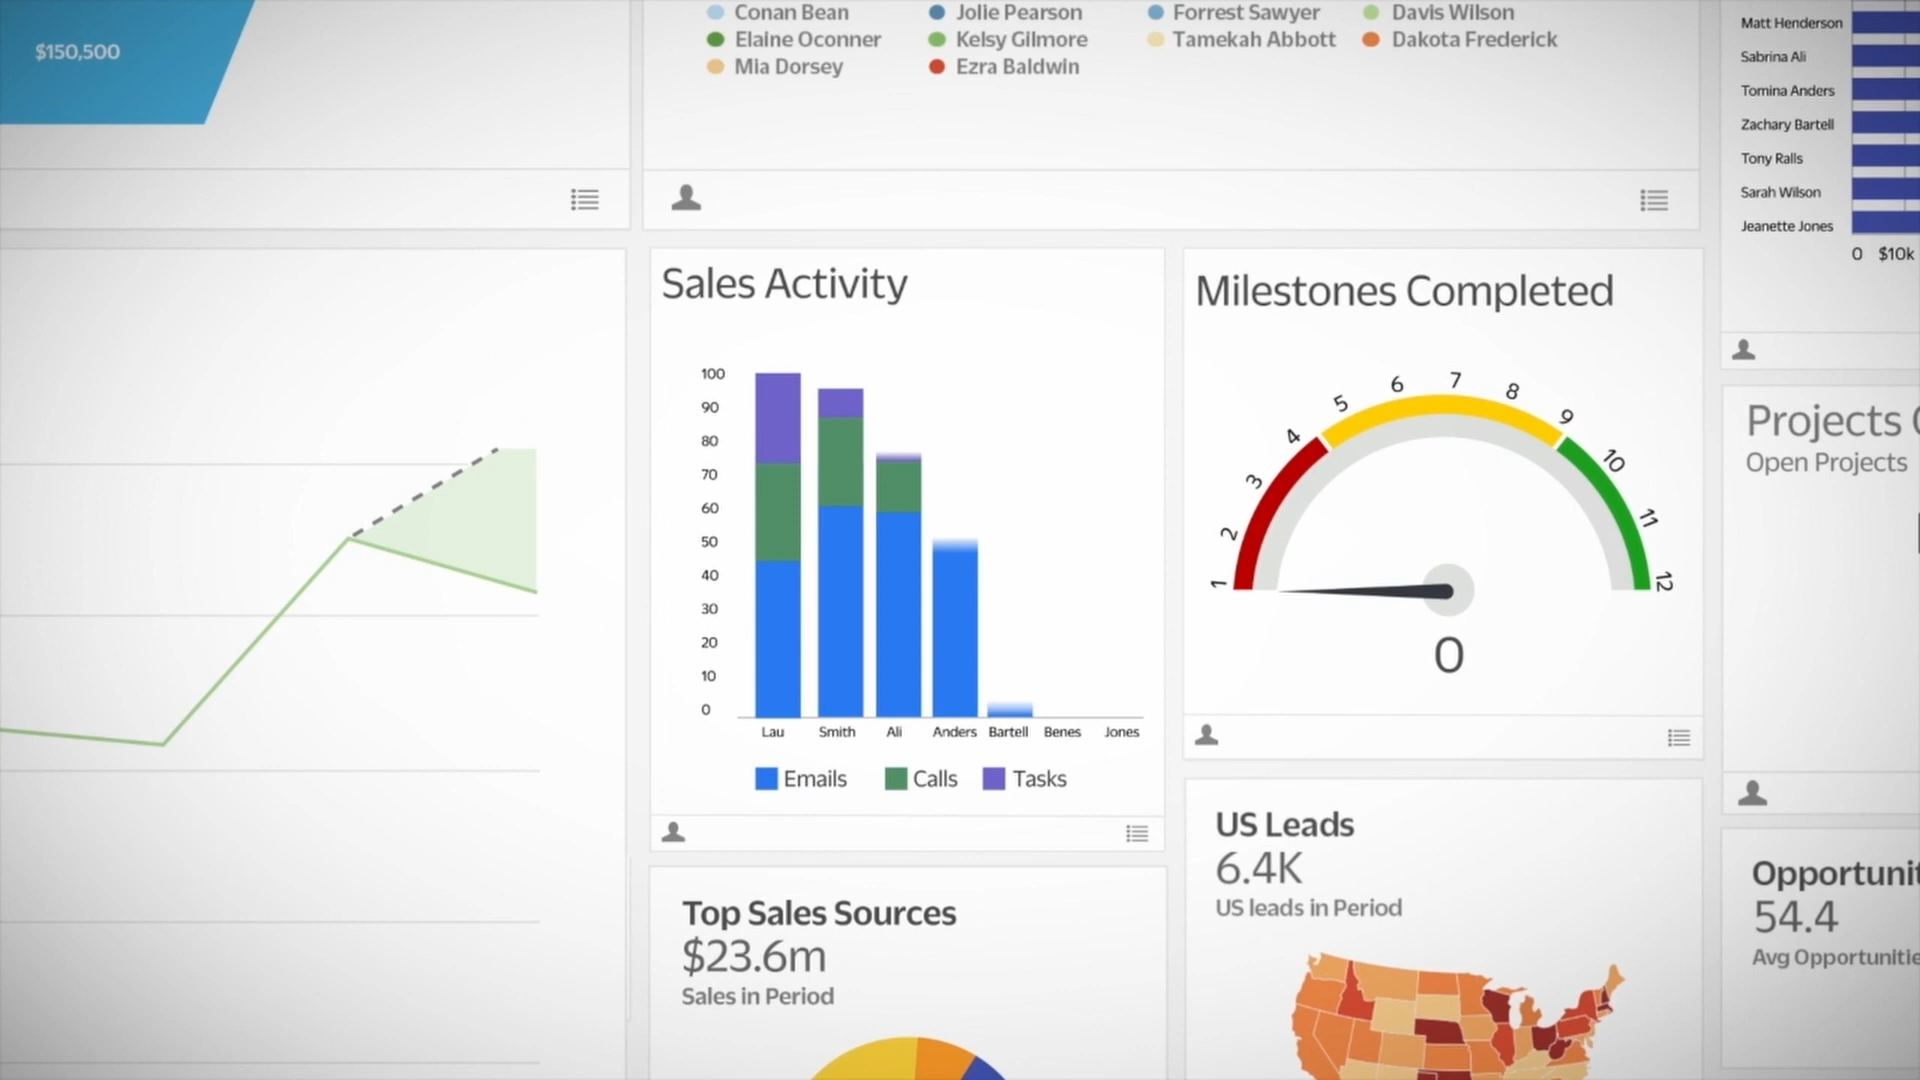 $150,500
Conan Bean
Jolie Pearson
Forrest Sawyer
Davis Wilson
Elaine Oconner
Kelsy Gilmore
Tamekah Abbott
Dakota Frederick
Mia Dorsey
Ezra Baldwin
Matt Henderson
Sabrina Ali
Tomina Anders
Zachary Bartell
Tony Ralls
Sarah Wilson
Jeanette Jones
0 $10k
Sales Activity
100
90
80
70
60
50
40
30
20
10
0
Lau Smith Ali Anders Bartell Benes Jones
Emails Calls Tasks
Milestones Completed
1 2 3 4 5 6 7 8 9 10 11 12
0
Projects
Open Projects
Top Sales Sources
$23.6m
Sales in Period
US Leads
6.4K
US leads in Period
Opportunit
54.4
Avg Opportunitie